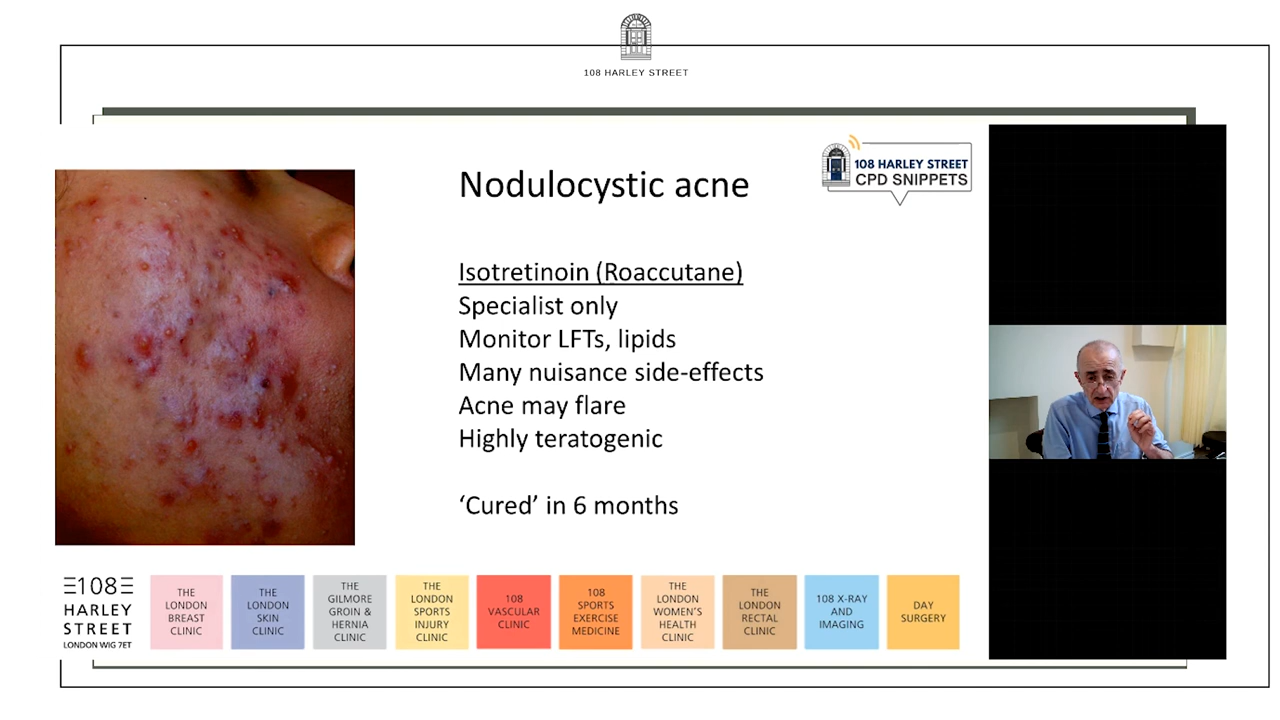 108 HARLEY STREET
108 HARLEY STREET
CPD SNIPPETS
Nodulocystic acne
Isotretinoin (Roaccutane)
Specialist only
Monitor LFTs, lipids
Many nuisance side-effects
Acne may flare
Highly teratogenic
‘Cured’ in 6 months
108
HARLEY
STREET
LONDON W1G 7ET
THE
LONDON
BREAST
CLINIC
THE
LONDON
SKIN
CLINIC
THE
GILMORE
GROIN &
HERNIA
CLINIC
THE
LONDON
SPORTS
INJURY
CLINIC
108
VASCULAR
CLINIC
108
SPORTS
EXERCISE
MEDICINE
THE
LONDON
WOMEN'S
HEALTH
CLINIC
THE
LONDON
RECTAL
CLINIC
108 X-RAY
AND
IMAGING
DAY
SURGERY